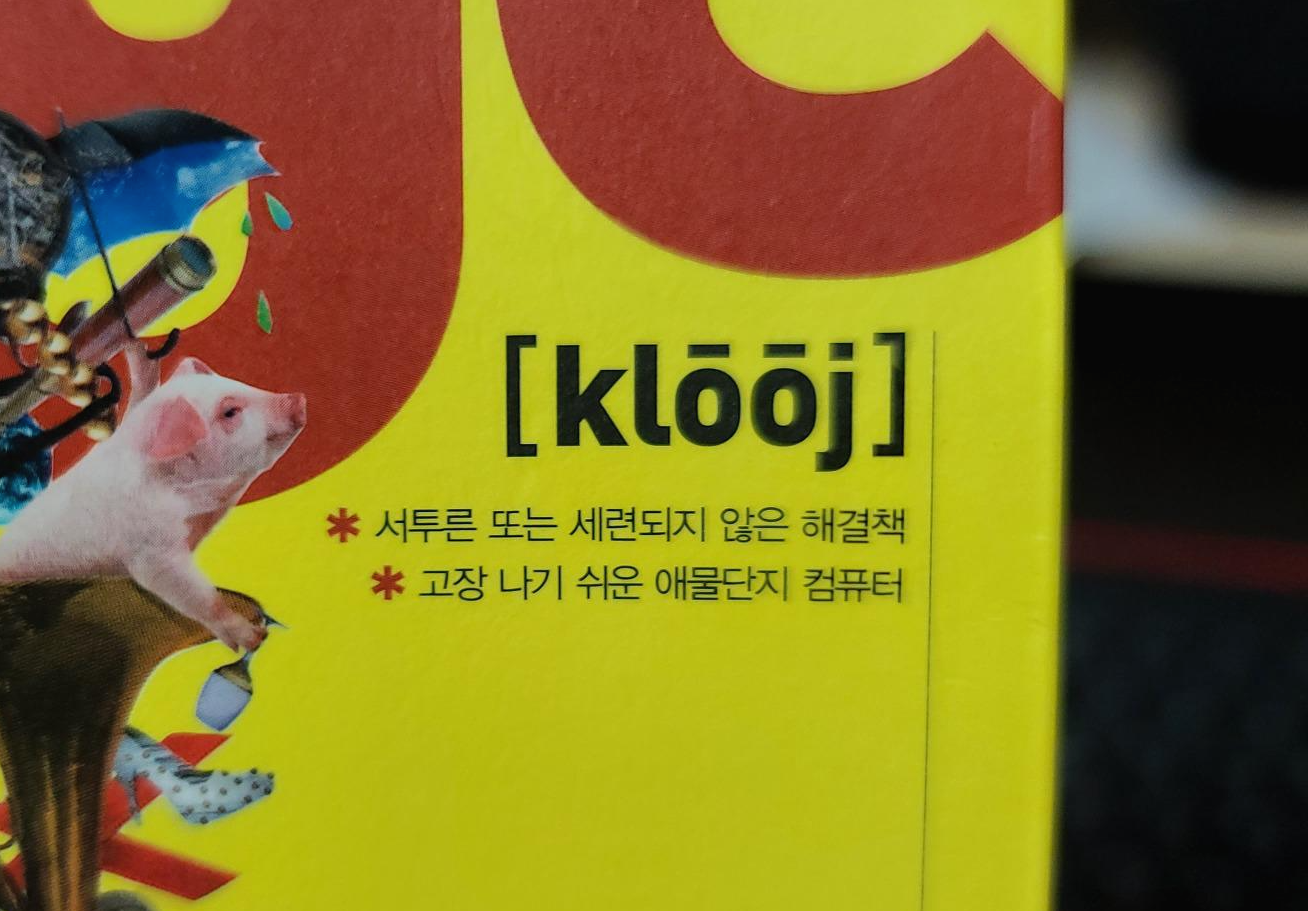 ge
[klōōj]
* 서투른 또는 세련되지 않은 해결책
* 고장 나기 쉬운 애물단지 컴퓨터